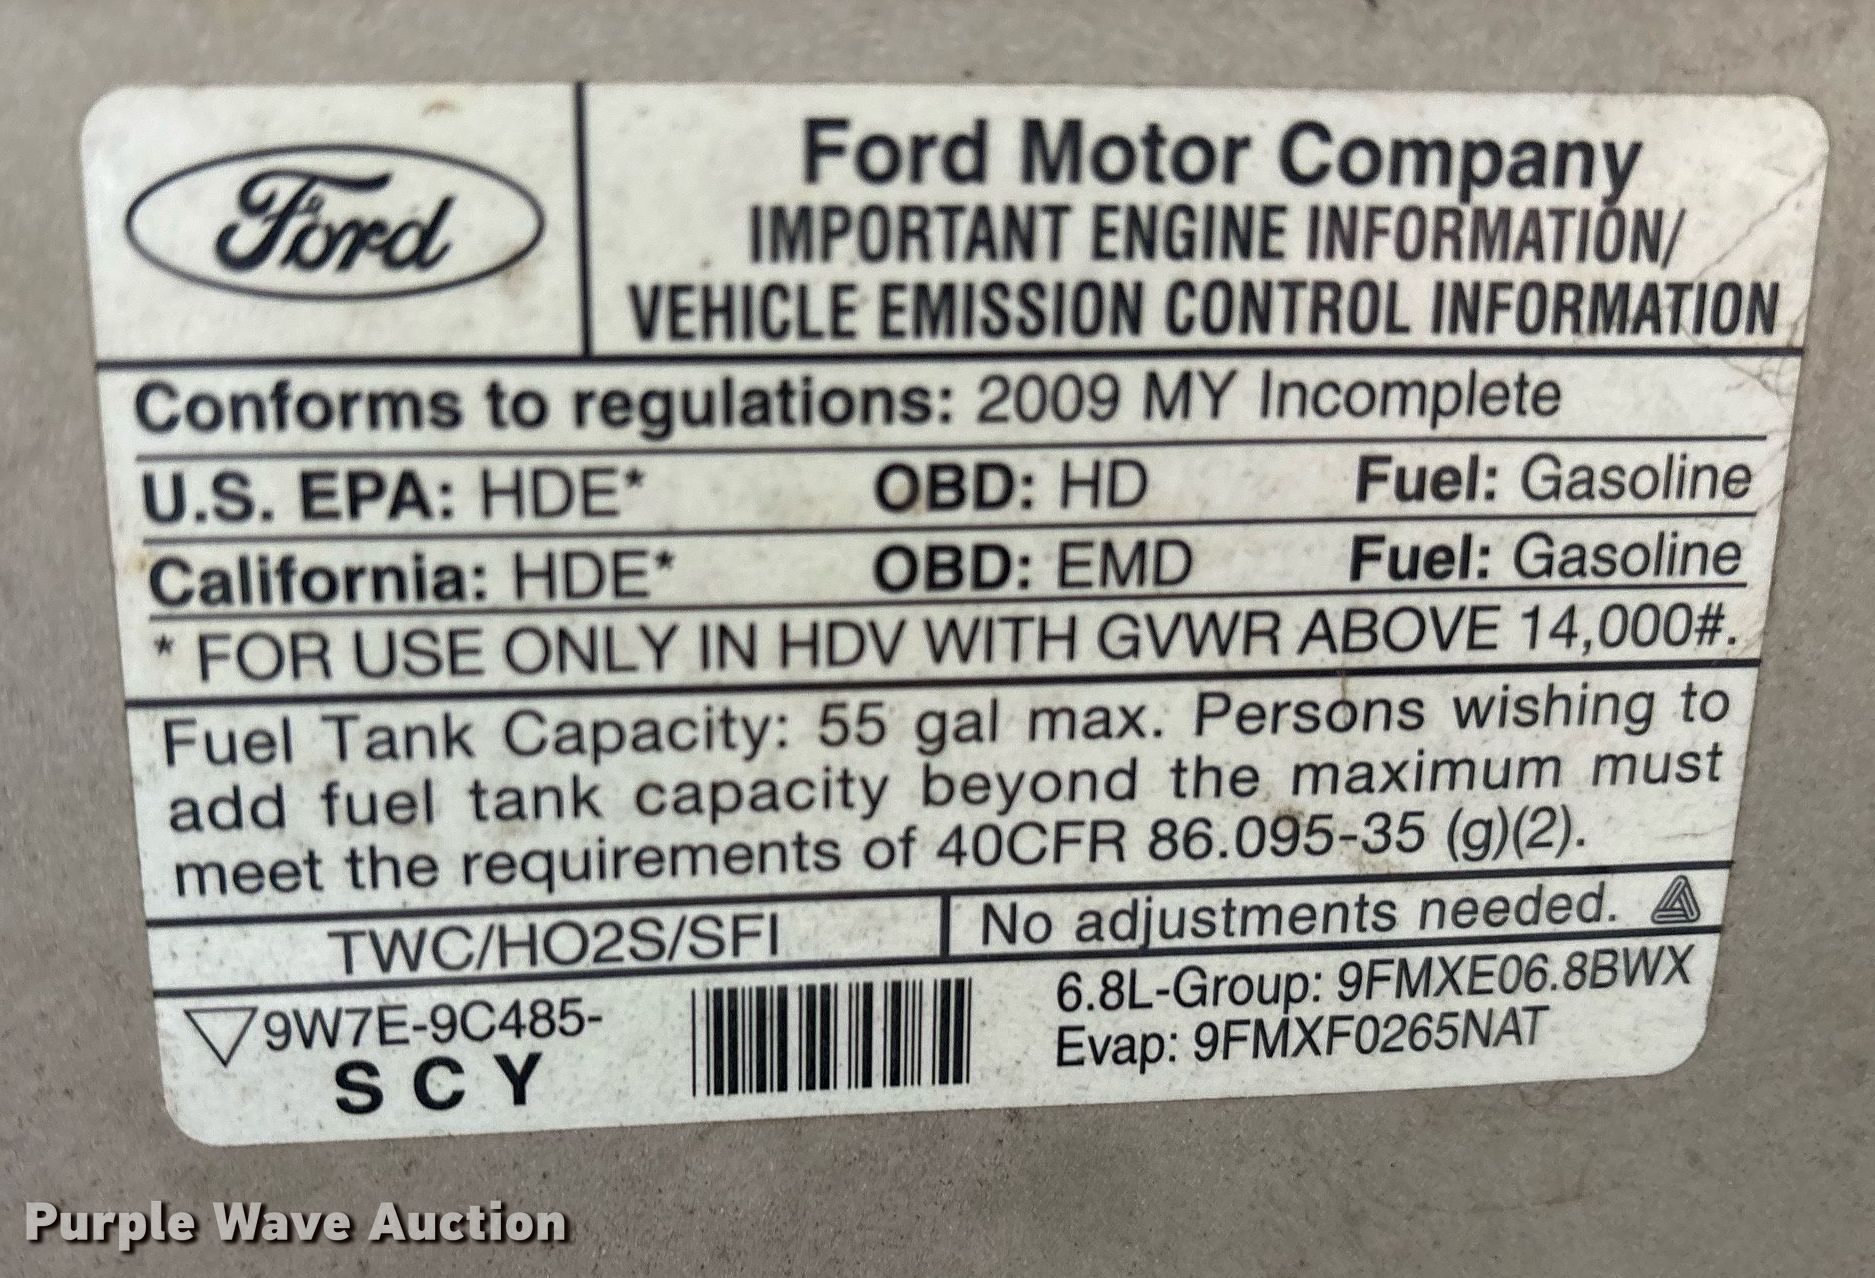 Ford
Ford Motor Company
IMPORTANT ENGINE INFORMATION/
VEHICLE EMISSION CONTROL INFORMATION
Conforms to regulations: 2009 MY Incomplete
U.S. EPA: HDE* OBD: HD Fuel: Gasoline
California: HDE* OBD: EMD Fuel: Gasoline
* FOR USE ONLY IN HDV WITH GVWR ABOVE 14,000#.
Fuel Tank Capacity: 55 gal max. Persons wishing to
add fuel tank capacity beyond the maximum must
meet the requirements of 40CFR 86.095-35 (g)(2).
TWC/HO2S/SFI
No adjustments needed.
9W7E-9C485-
S C Y
6.8L-Group: 9FMXE06.8BWX
Evap: 9FMXF0265NAT
Purple Wave Auction